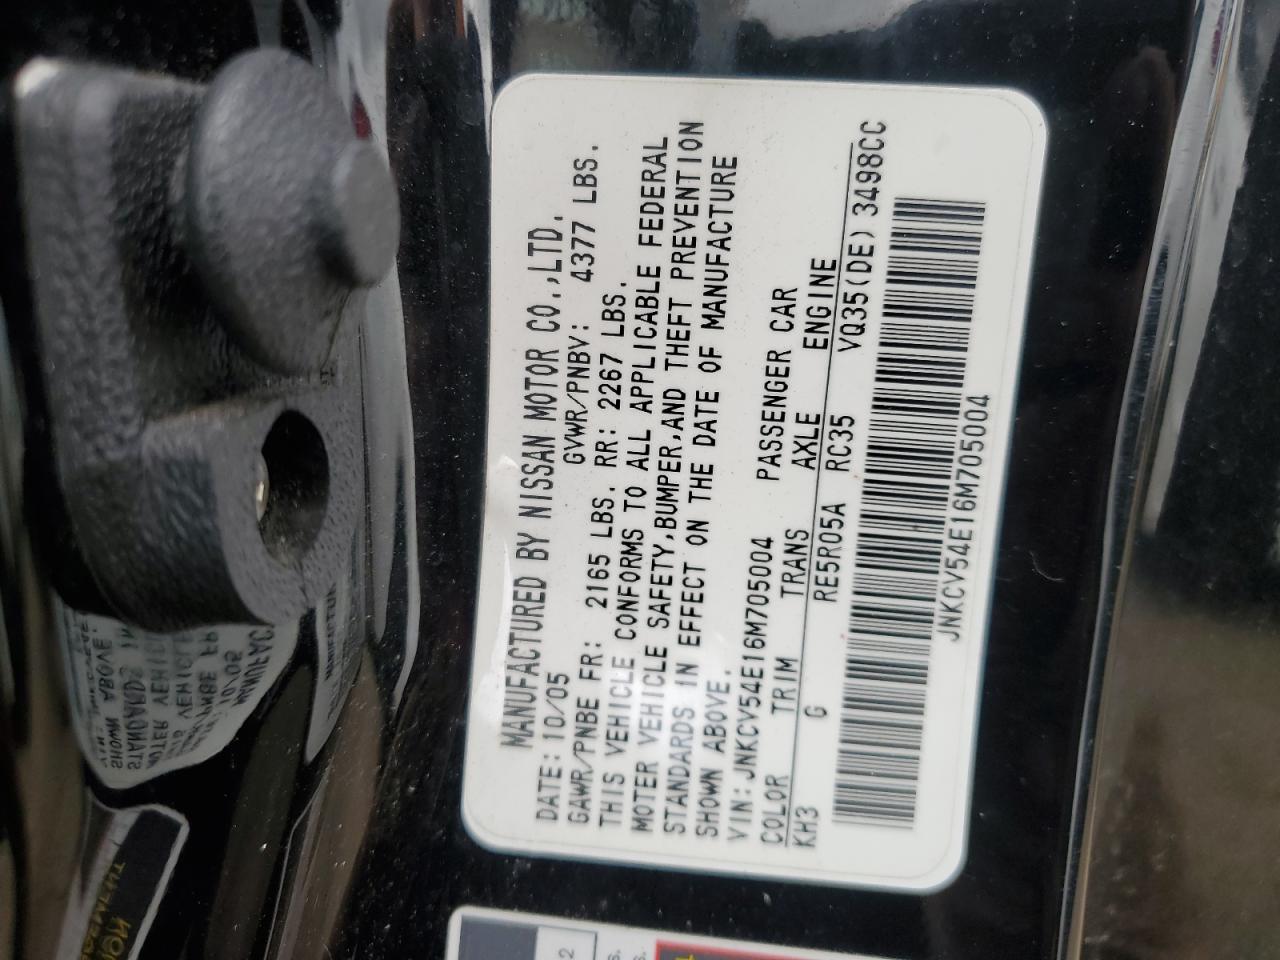 MANUFACTURED BY NISSAN MOTOR CO.,LTD.
DATE: 10/05 GVWR/PNBV: 4377 LBS.
GAWR/PNBE FR: 2165 LBS. RR: 2267 LBS.
THIS VEHICLE CONFORMS TO ALL APPLICABLE FEDERAL
MOTER VEHICLE SAFETY,BUMPER,AND THEFT PREVENTION
STANDARDS IN EFFECT ON THE DATE OF MANUFACTURE
SHOWN ABOVE.
VIN: JNKCV54E16M705004 PASSENGER CAR
COLOR TRIM TRANS AXLE ENGINE
KH3 G RE5R05A RC35 VQ35(DE) 3498CC
JNKCV54E16M705004
2